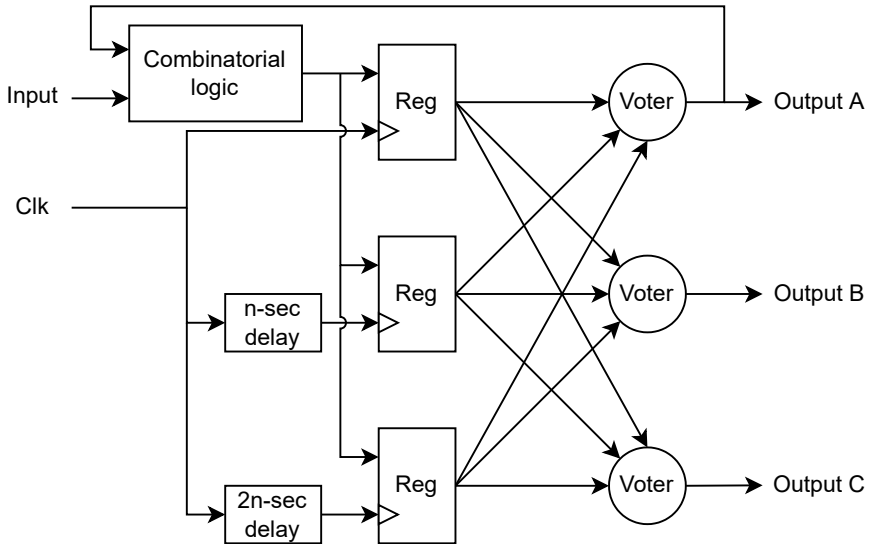 Combinatorial
logic
Input
Reg
Voter
Output A
Clk
n-sec
delay
Reg
Voter
Output B
2n-sec
delay
Reg
Voter
Output C